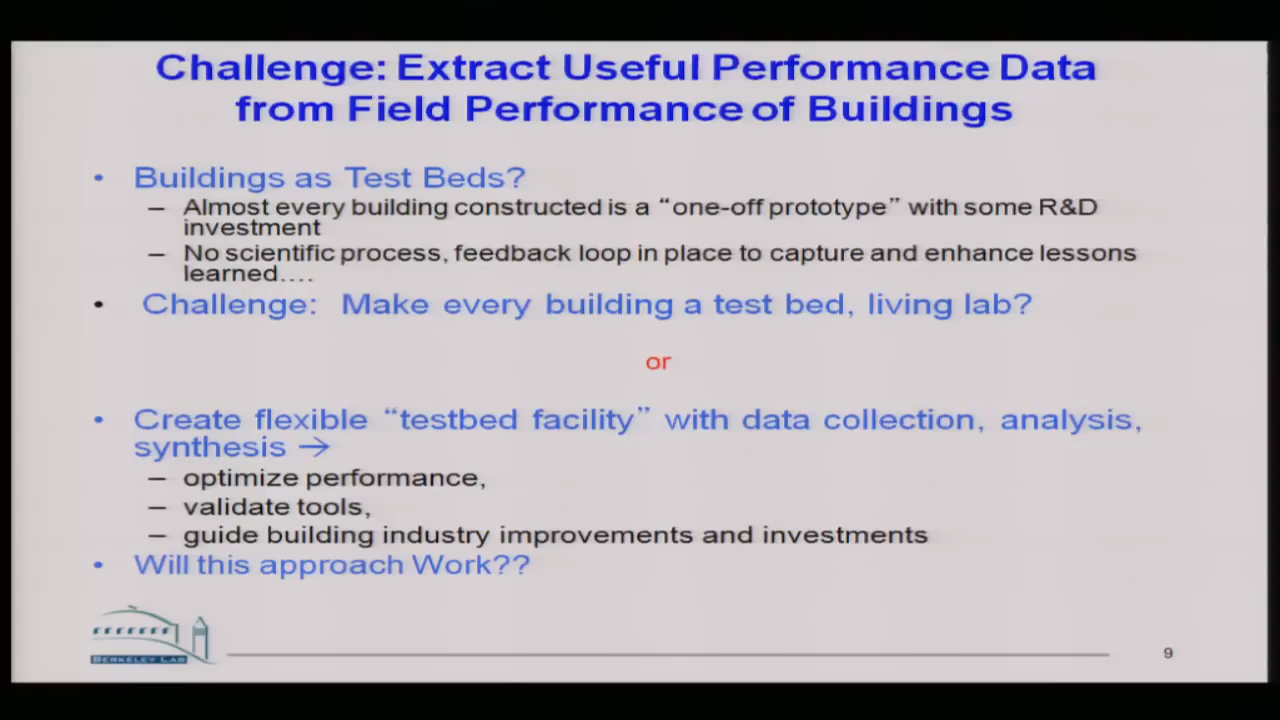 Challenge: Extract Useful Performance Data
from Field Performance of Buildings
• Buildings as Test Beds?
– Almost every building constructed is a “one-off prototype” with some R&D
investment
– No scientific process, feedback loop in place to capture and enhance lessons
learned….
• Challenge: Make every building a test bed, living lab?
or
• Create flexible “testbed facility” with data collection, analysis,
synthesis →
– optimize performance,
– validate tools,
– guide building industry improvements and investments
• Will this approach Work??
BERKELEY LAB
9